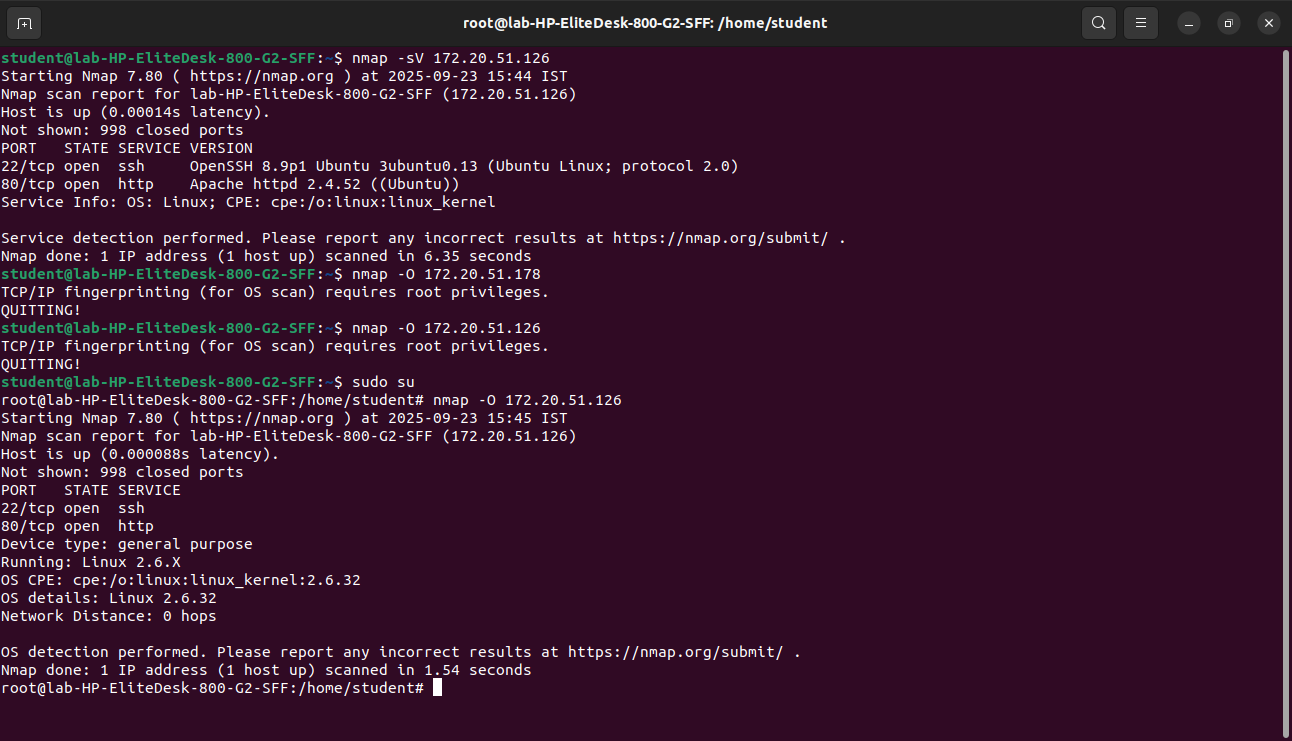 root@lab-HP-EliteDesk-800-G2-SFF: /home/student
student@lab-HP-EliteDesk-800-G2-SFF:~$ nmap -sV 172.20.51.126
Starting Nmap 7.80 ( https://nmap.org ) at 2025-09-23 15:44 IST
Nmap scan report for lab-HP-EliteDesk-800-G2-SFF (172.20.51.126)
Host is up (0.00014s latency).
Not shown: 998 closed ports
PORT   STATE SERVICE VERSION
22/tcp open  ssh     OpenSSH 8.9p1 Ubuntu 3ubuntu0.13 (Ubuntu Linux; protocol 2.0)
80/tcp open  http    Apache httpd 2.4.52 ((Ubuntu))
Service Info: OS: Linux; CPE: cpe:/o:linux:linux_kernel

Service detection performed. Please report any incorrect results at https://nmap.org/submit/ .
Nmap done: 1 IP address (1 host up) scanned in 6.35 seconds
student@lab-HP-EliteDesk-800-G2-SFF:~$ nmap -O 172.20.51.178
TCP/IP fingerprinting (for OS scan) requires root privileges.
QUITTING!
student@lab-HP-EliteDesk-800-G2-SFF:~$ nmap -O 172.20.51.126
TCP/IP fingerprinting (for OS scan) requires root privileges.
QUITTING!
student@lab-HP-EliteDesk-800-G2-SFF:~$ sudo su
root@lab-HP-EliteDesk-800-G2-SFF:/home/student# nmap -O 172.20.51.126
Starting Nmap 7.80 ( https://nmap.org ) at 2025-09-23 15:45 IST
Nmap scan report for lab-HP-EliteDesk-800-G2-SFF (172.20.51.126)
Host is up (0.000088s latency).
Not shown: 998 closed ports
PORT   STATE SERVICE
22/tcp open  ssh
80/tcp open  http
Device type: general purpose
Running: Linux 2.6.X
OS CPE: cpe:/o:linux:linux_kernel:2.6.32
OS details: Linux 2.6.32
Network Distance: 0 hops

OS detection performed. Please report any incorrect results at https://nmap.org/submit/ .
Nmap done: 1 IP address (1 host up) scanned in 1.54 seconds
root@lab-HP-EliteDesk-800-G2-SFF:/home/student#